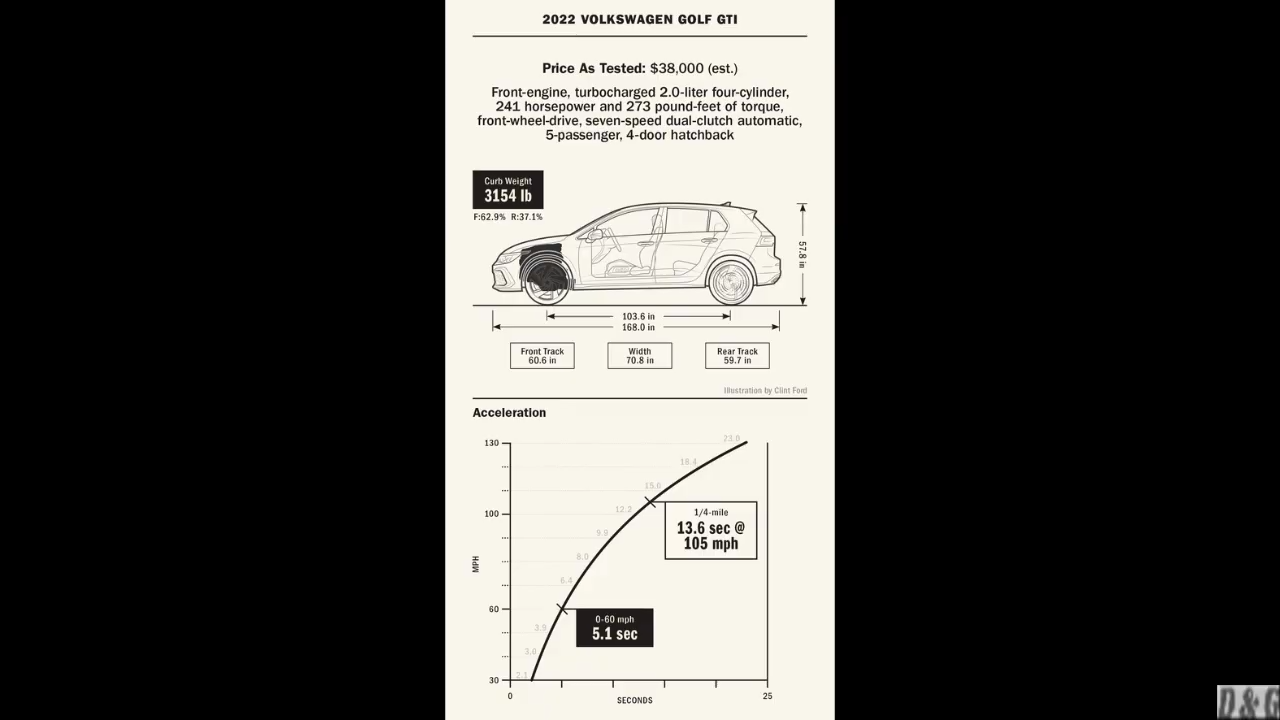 2022 VOLKSWAGEN GOLF GTI
Price As Tested: $38,000 (est.)
Front-engine, turbocharged 2.0-liter four-cylinder,
241 horsepower and 273 pound-feet of torque,
front-wheel-drive, seven-speed dual-clutch automatic,
5-passenger, 4-door hatchback
Curb Weight
3154 lb
F:62.9% R:37.1%
57.8 in
103.6 in
168.0 in
Front Track
60.6 in
Width
70.8 in
Rear Track
59.7 in
Illustration by Clint Ford
Acceleration
130
23.0
18.4
15.6
100
12.2
1/4-mile
13.6 sec @
105 mph
9.9
8.0
MPH
6.4
60
0-60 mph
5.1 sec
3.9
3.0
30
2.1
0
SECONDS
25
D&G